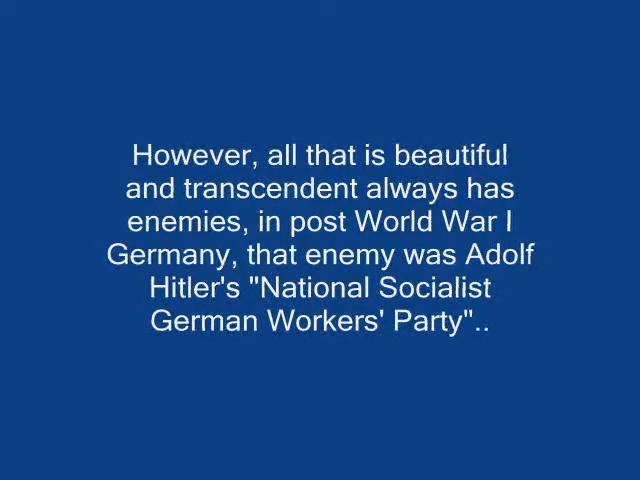 However, all that is beautiful
and transcendent always has
enemies, in post World War I
Germany, that enemy was Adolf
Hitler's "National Socialist
German Workers' Party"..